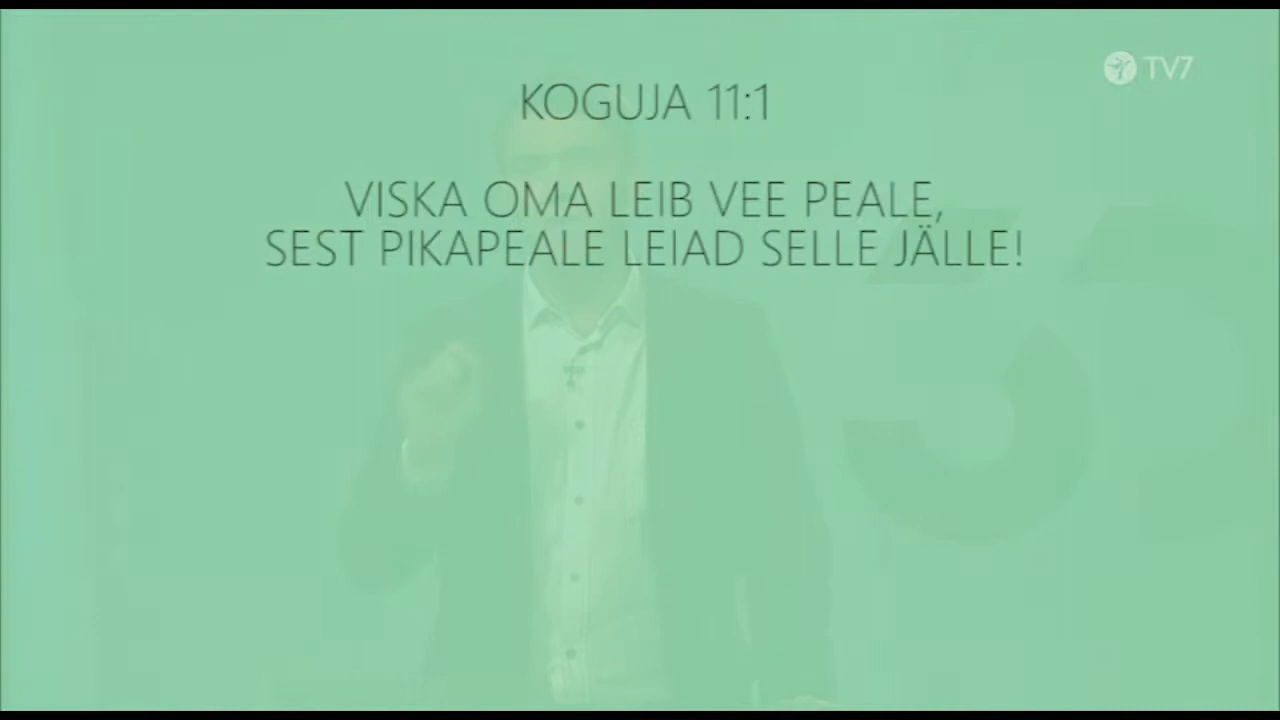 TV7
KOGUJA 11:1
VISKA OMA LEIB VEE PEALE,
SEST PIKAPEALE LEIAD SELLE JÄLLE!